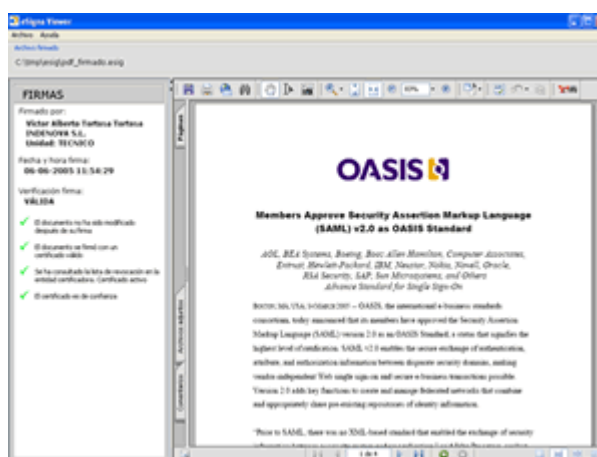 eSigna Viewer
Archivo Ayuda
Archivo firmado
C:\tmp\esig\pdf_firmado.esig
FIRMAS
Firmado por:
Victor Alberto Tortosa Tortosa
INDENOVA S.L.
Unidad: TECNICO
Fecha y hora firma:
06-06-2005 11:54:29
Verificación firma:
VÁLIDA
El documento no ha sido modificado
después de su firma
El documento se firmó con un
certificado válido
Se ha consultado la lista de revocación en la
entidad certificadora. Certificado activo
El certificado es de confianza
Páginas
Archivos adjuntos
Comentarios
OASIS
Members Approve Security Assertion Markup Language
(SAML) v2.0 as OASIS Standard
AOL, BEA Systems, Boeing, Booz Allen Hamilton, Computer Associates,
Entrust, Hewlett-Packard, IBM, Neustar, Nokia, Novell, Oracle,
RSA Security, SAP, Sun Microsystems, and Others
Advance Standard for Single Sign-On
Boston, MA, USA; 14 March 2005 — OASIS, the international e-business standards
consortium, today announced that its members have approved the Security Assertion
Markup Language (SAML) version 2.0 as an OASIS Standard, a status that signifies the
highest level of ratification. SAML v2.0 enables the secure exchange of authentication,
attribute, and authorization information between disparate security domains, making
vendor-independent Web single sign-on and secure e-business transactions possible.
Version 2.0 adds key functions to create and manage federated networks that combine
and appropriately share pre-existing repositories of identity information.
"Prior to SAML, there was no XML-based standard that enabled the exchange of security